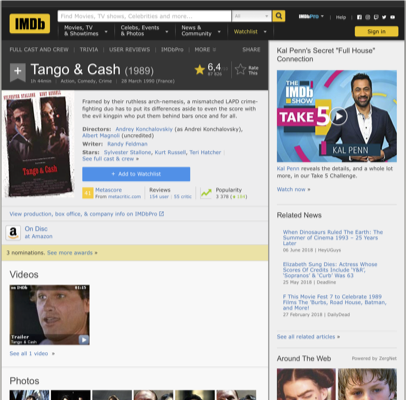 IMDb
Find Movies, TV shows, Celebrities and more...
All
IMDbPro
Help
Movies, TV
& Showtimes
Celebs, Events
& Photos
News &
Community
Watchlist
Sign in
FULL CAST AND CREW | TRIVIA | USER REVIEWS | IMDbPro | MORE
SHARE
Tango & Cash (1989)
1h 44min | Action, Comedy, Crime | 28 March 1990 (France)
6,4
Rate
This
SYLVESTER STALLONE KURT RUSSELL
Tango & Cash
Framed by their ruthless arch-nemesis, a mismatched LAPD crime-
fighting duo has to put its differences aside to even the score with
the evil kingpin who put them behind bars once and for all.
Directors: Andrey Konchalovskiy (as Andrei Konchalovsky),
Albert Magnoli (uncredited)
Writer: Randy Feldman
Stars: Sylvester Stallone, Kurt Russell, Teri Hatcher |
See full cast & crew »
+ Add to Watchlist
Metascore
From metacritic.com
Reviews
154 user | 55 critic
Popularity
View production, box office, & company info on IMDbPro
On Disc
at Amazon
3 nominations. See more awards »
Videos
on IMDb
Trailer
Tango & Cash
See all 1 video »
Photos
Kal Penn's Secret "Full House"
Connection
THE
IMDb
SHOW
TAKE 5
KAL PENN
Kal Penn reveals the details, and a whole lot
more, in our Take 5 Challenge.
Watch now »
Related News
When Dinosaurs Ruled the Earth: The
Summer of Cinema 1993 – 25 Years
Later
06 June 2018 | HeyUGuys
Elizabeth Sung Dies: Actress Whose
Scores Of Credits Include 'Y&R',
'Sopranos' & 'Curb' Was 63
25 May 2018 | Deadline
F This Movie Fest 7 to Celebrate 1989
Films The 'Burbs, Road House, Batman,
and More!
27 February 2018 | DailyDead
See all related articles »
Around The Web
Powered by ZergNet